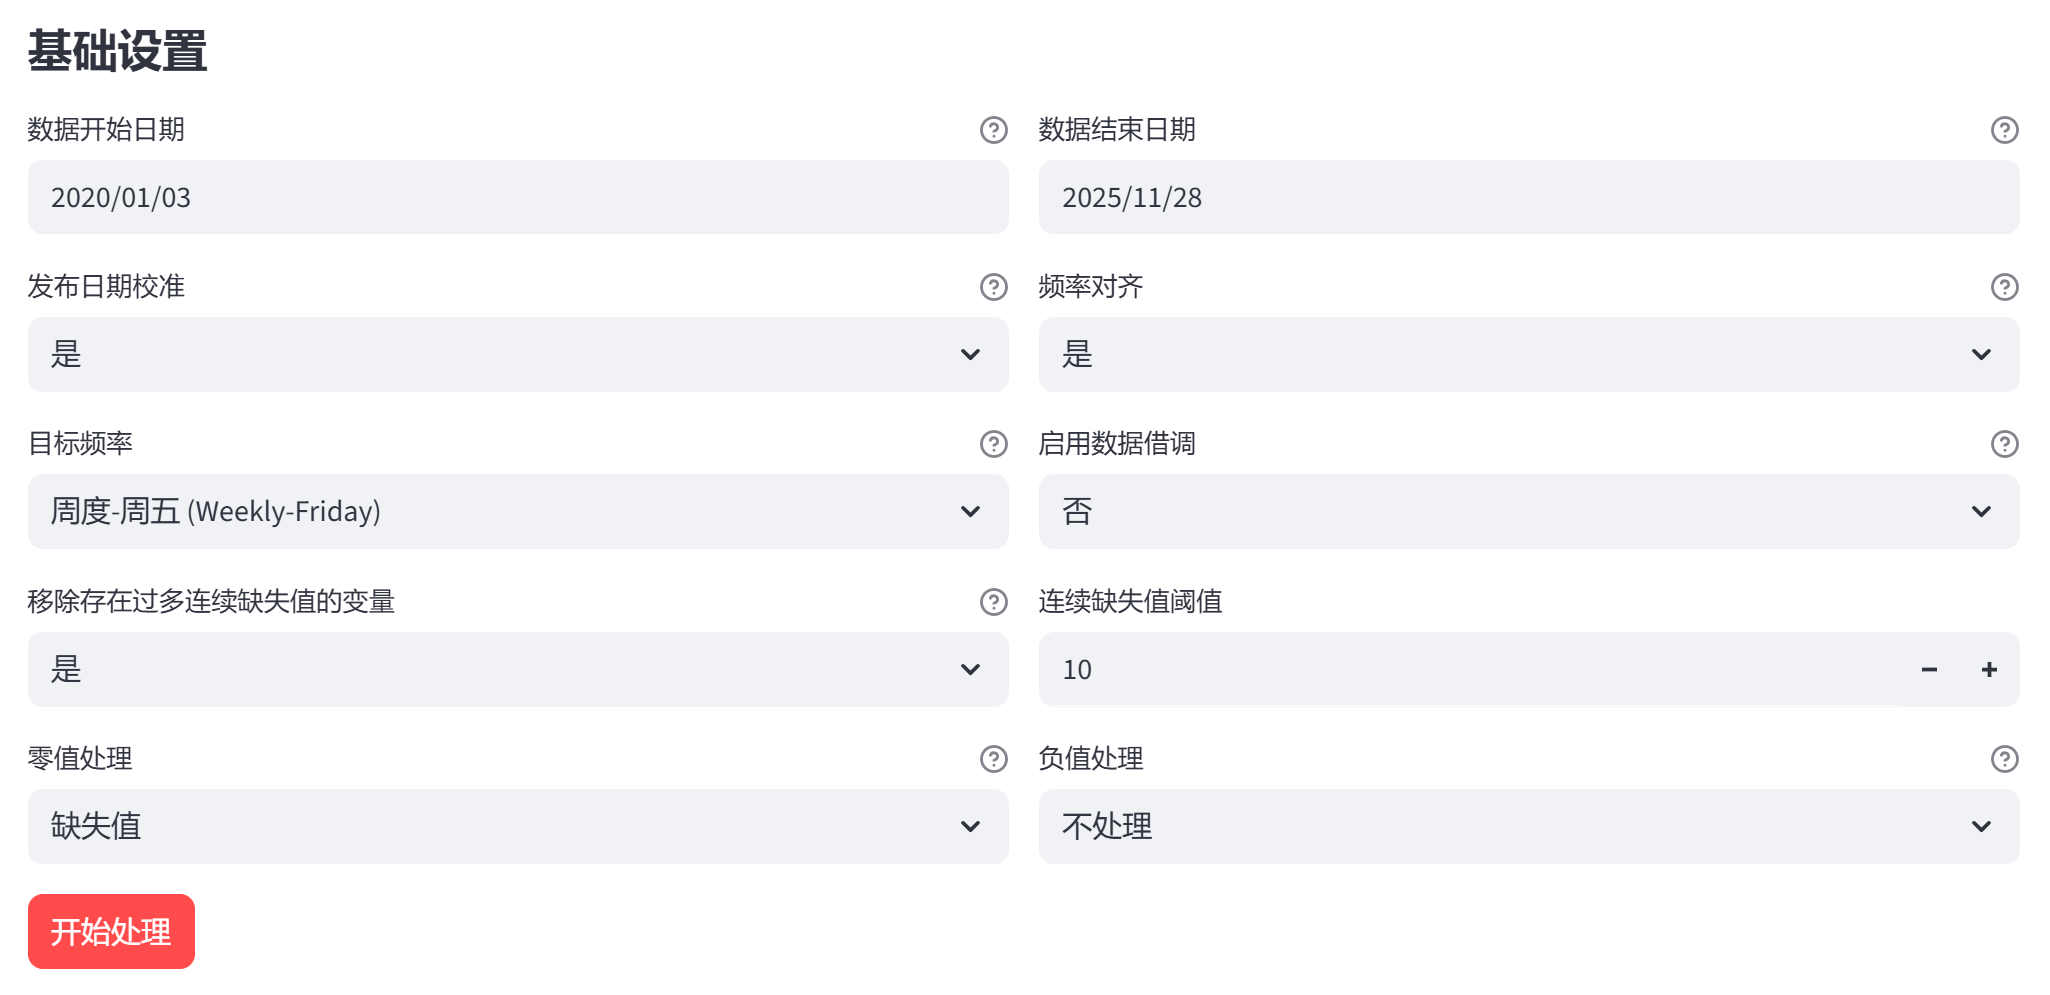 基础设置
数据开始日期
数据结束日期
2020/01/03
2025/11/28
发布日期校准
频率对齐
是
是
目标频率
启用数据借调
周度-周五 (Weekly-Friday)
否
移除存在过多连续缺失值的变量
连续缺失值阈值
是
10
零值处理
负值处理
缺失值
不处理
开始处理